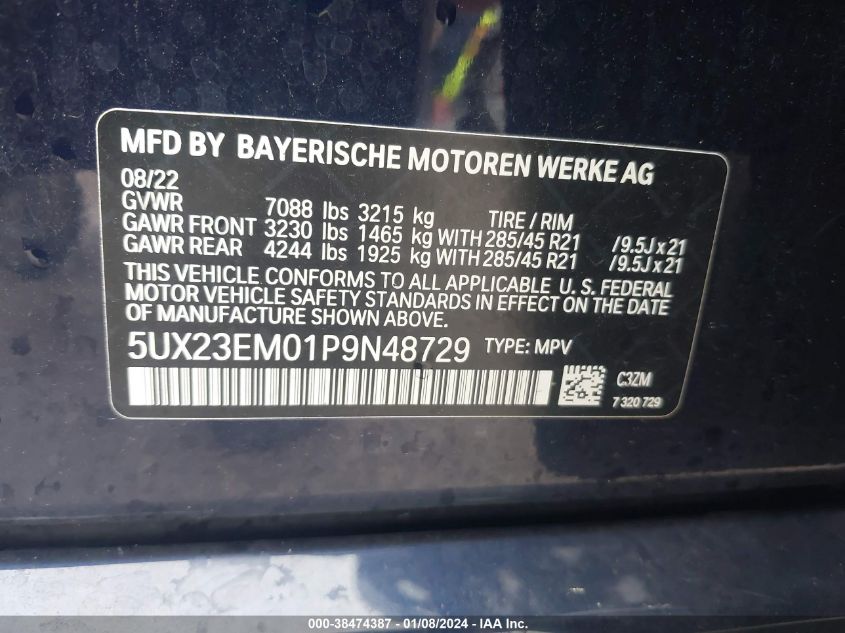 MFD BY BAYERISCHE MOTOREN WERKE AG
08/22
GVWR 7088 lbs 3215 kg TIRE / RIM
GAWR FRONT 3230 lbs 1465 kg WITH 285/45 R21 /9.5J x 21
GAWR REAR 4244 lbs 1925 kg WITH 285/45 R21 /9.5J x 21
THIS VEHICLE CONFORMS TO ALL APPLICABLE U. S. FEDERAL
MOTOR VEHICLE SAFETY STANDARDS IN EFFECT ON THE DATE
OF MANUFACTURE SHOWN ABOVE.
5UX23EM01P9N48729 TYPE: MPV
C3ZM
7 320 729
000-38474387 - 01/08/2024 - IAAI Inc.